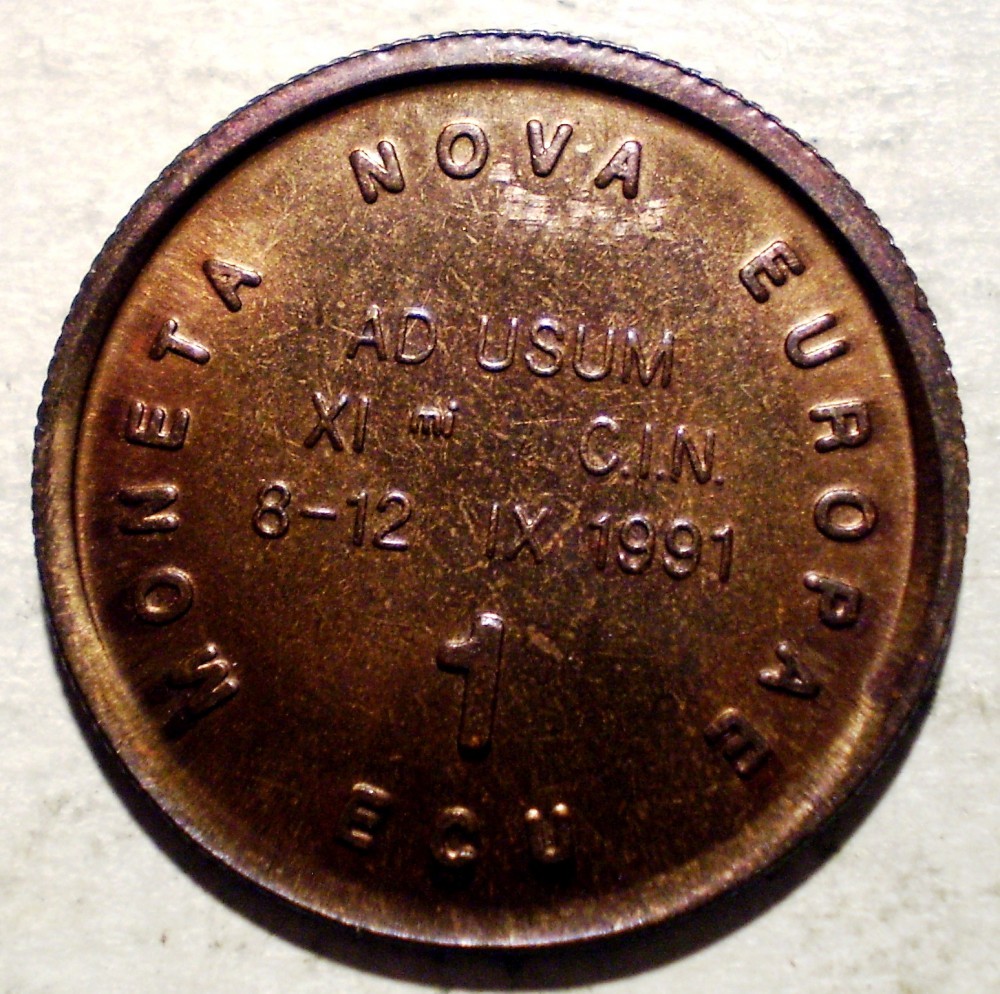 MONETA NOVA EUROPAE
AD USUM
XI mi C.I.N.
8-12 IX 1991
1
ECU